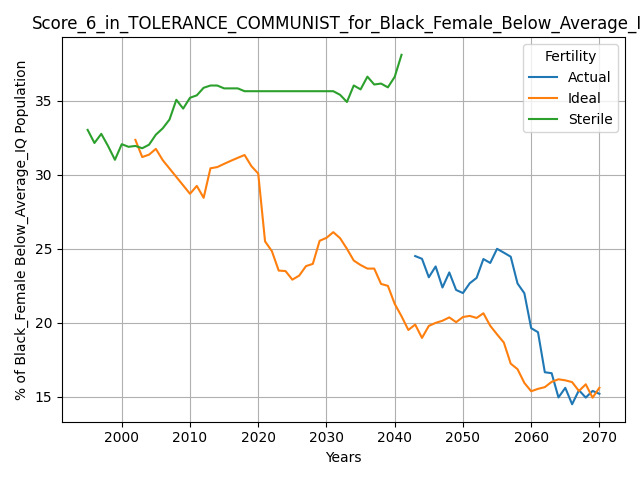 Score_6_in_TOLERANCE_COMMUNIST_for_Black_Female_Below_Average_I
% of Black_Female Below_Average_IQ Population
35
30
25
20
15
Fertility
Actual
Ideal
Sterile
2000 2010 2020 2030 2040 2050 2060 2070
Years